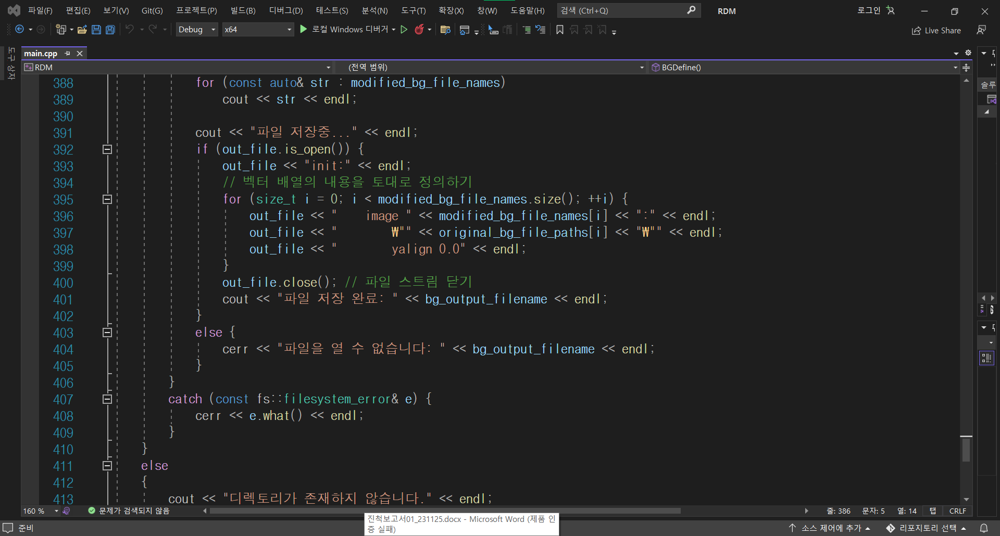 파일(F) 편집(E) 보기(V) Git(G) 프로젝트(P) 빌드(B) 디버그(D) 테스트(S) 분석(N) 도구(T) 확장(X) 창(W) 도움말(H) 검색 (Ctrl+Q) RDM 로그인
Debug x64 로컬 Windows 디버거 Live Share
도구 상자
main.cpp
RDM (전역 범위) BGDefine()
솔루
388 for (const auto& str : modified_bg_file_names)
389 cout << str << endl;
390
391 cout << "파일 저장중..." << endl;
392 if (out_file.is_open()) {
393 out_file << "init:" << endl;
394 // 벡터 배열의 내용을 토대로 정의하기
395 for (size_t i = 0; i < modified_bg_file_names.size(); ++i) {
396 out_file << "    image " << modified_bg_file_names[i] << ":" << endl;
397 out_file << "        ₩"" << original_bg_file_paths[i] << "₩"" << endl;
398 out_file << "        yalign 0.0" << endl;
399 }
400 out_file.close(); // 파일 스트림 닫기
401 cout << "파일 저장 완료: " << bg_output_filename << endl;
402 }
403 else {
404 cerr << "파일을 열 수 없습니다: " << bg_output_filename << endl;
405 }
406 }
407 catch (const fs::filesystem_error& e) {
408 cerr << e.what() << endl;
409 }
410 }
411 else
412 {
413 cout << "디렉토리가 존재하지 않습니다." << endl;
160 % 문제가 검색되지 않음 줄: 386 문자: 5 열: 14 탭 CRLF
진척보고서01_231125.docx - Microsoft Word (제품 인
증 실패)
준비 소스 제어에 추가 리포지토리 선택